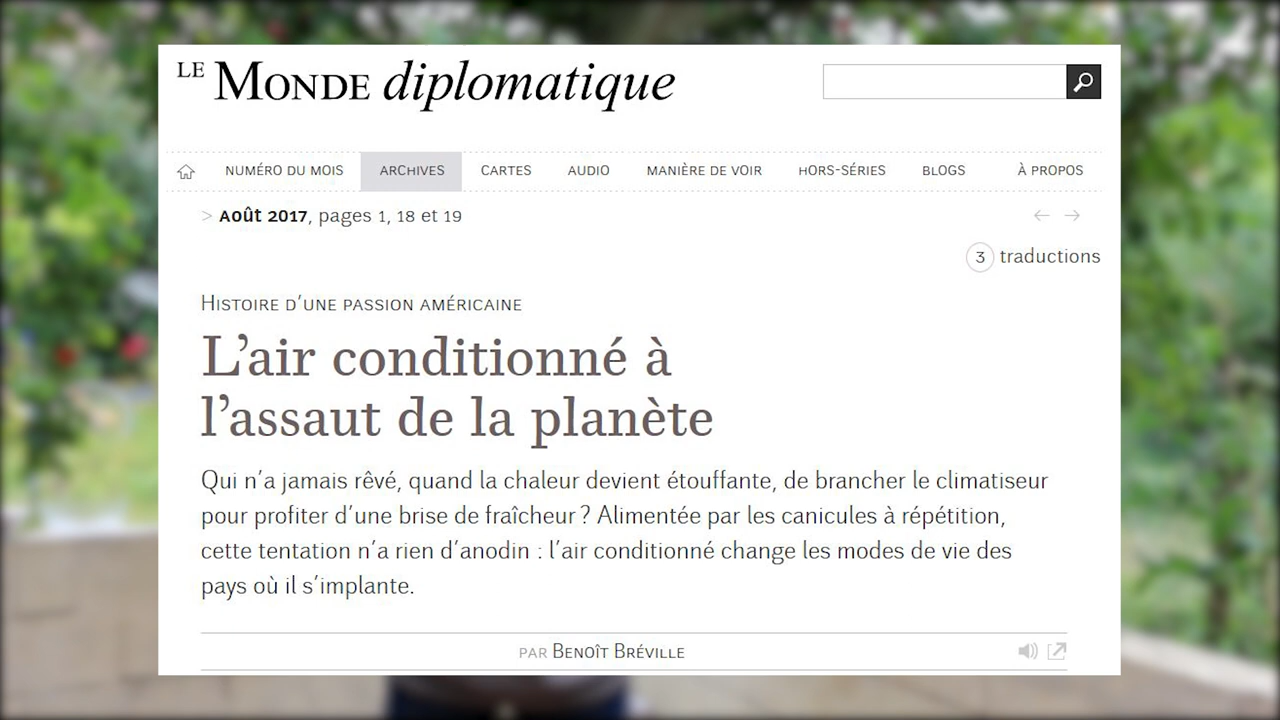 LE MONDE diplomatique
NUMÉRO DU MOIS ARCHIVES CARTES AUDIO MANIÈRE DE VOIR HORS-SÉRIES BLOGS À PROPOS
> Août 2017, pages 1, 18 et 19 ← →
3 traductions
HISTOIRE D’UNE PASSION AMÉRICAINE
L’air conditionné à
l’assaut de la planète
Qui n’a jamais rêvé, quand la chaleur devient étouffante, de brancher le climatiseur
pour profiter d’une brise de fraîcheur ? Alimentée par les canicules à répétition,
cette tentation n’a rien d’anodin : l’air conditionné change les modes de vie des
pays où il s’implante.
PAR BENOÎT BRÉVILLE